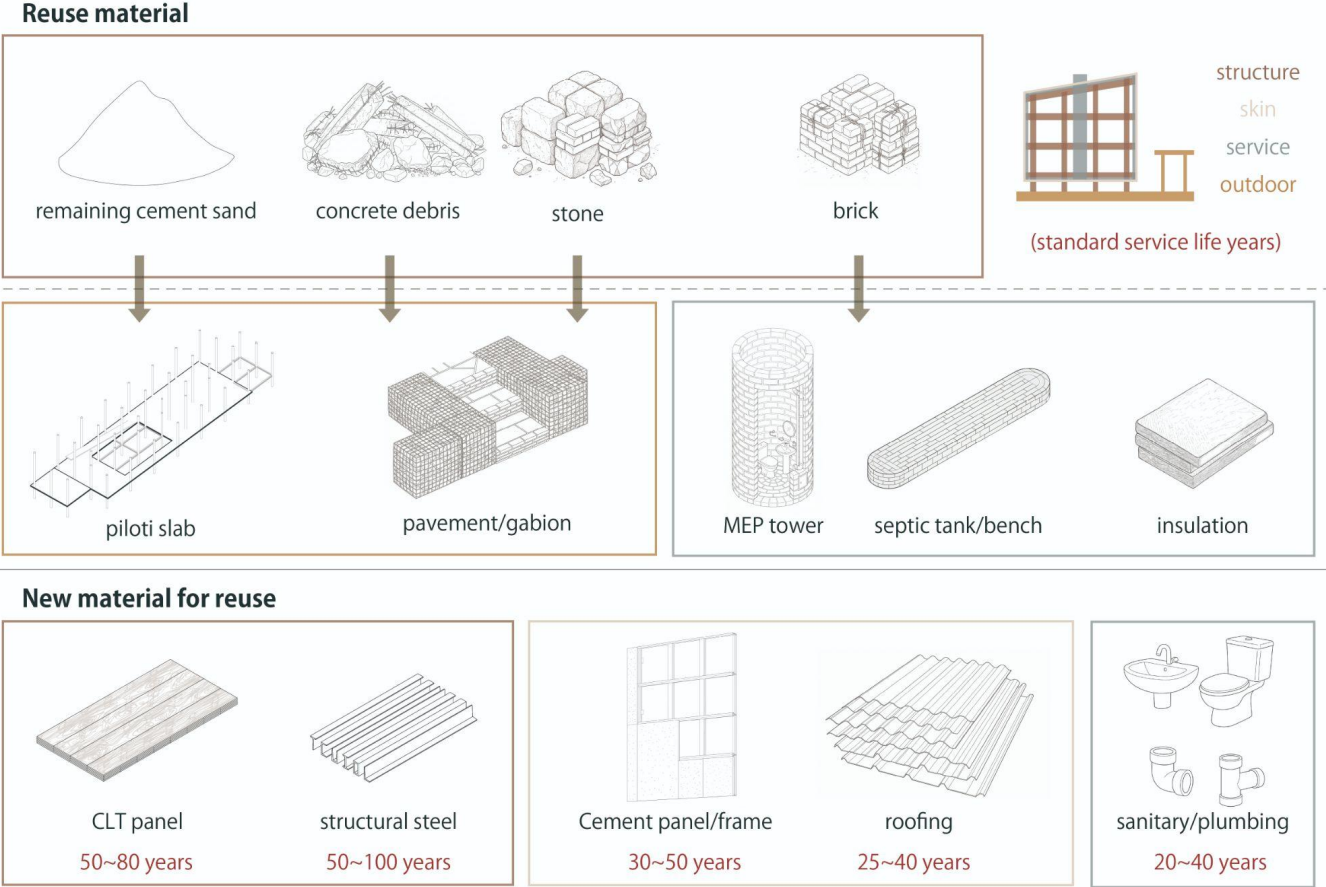 Reuse material
remaining cement sand
concrete debris
stone
brick
structure
skin
service
outdoor
(standard service life years)
piloti slab
pavement/gabion
MEP tower
septic tank/bench
insulation
New material for reuse
CLT panel
50~80 years
structural steel
50~100 years
Cement panel/frame
30~50 years
roofing
25~40 years
sanitary/plumbing
20~40 years